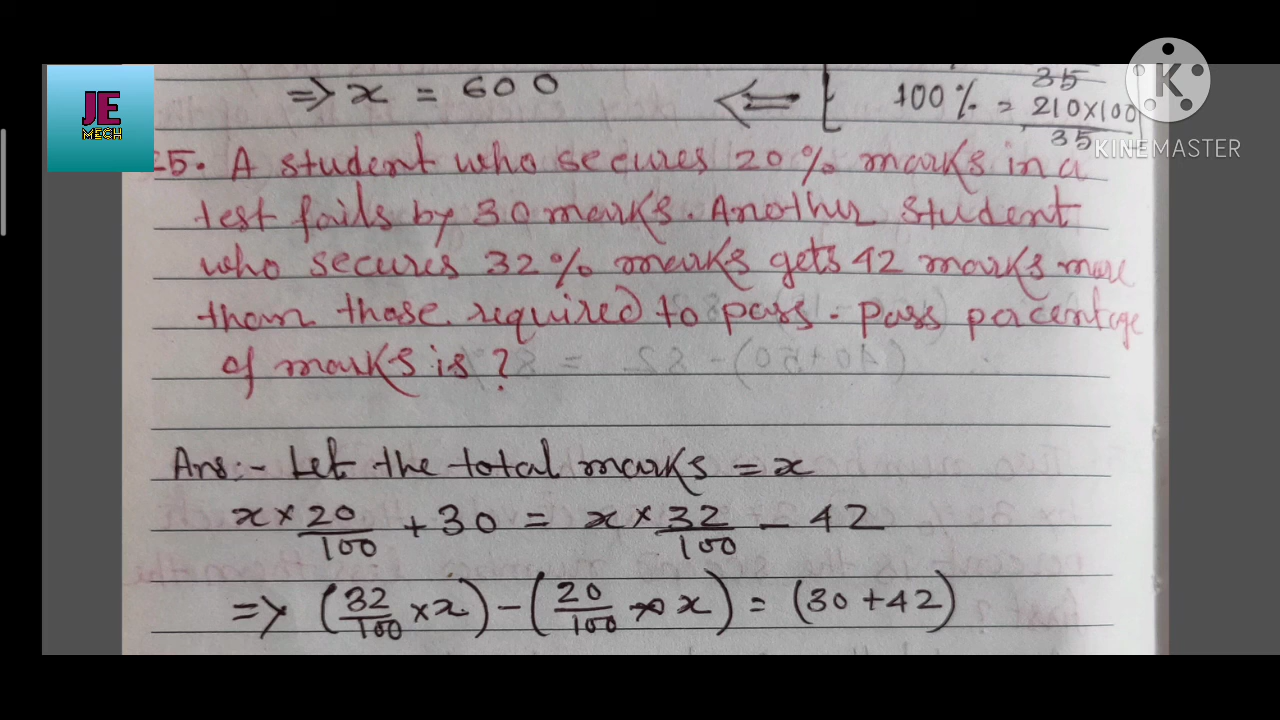 => x = 600
<= { 100% = 35
210×100
35
KINEMASTER
JE
MECH
25. A student who secures 20% marks in a
test fails by 30 marks. Another student
who secures 32% marks gets 42 marks more
than those required to pass. Pass percentage
of marks is?
Ans:- Let the total marks = x
x × 20/100 + 30 = x × 32/100 - 42
=> (32/100 × x) - (20/100 × x) = (30 + 42)